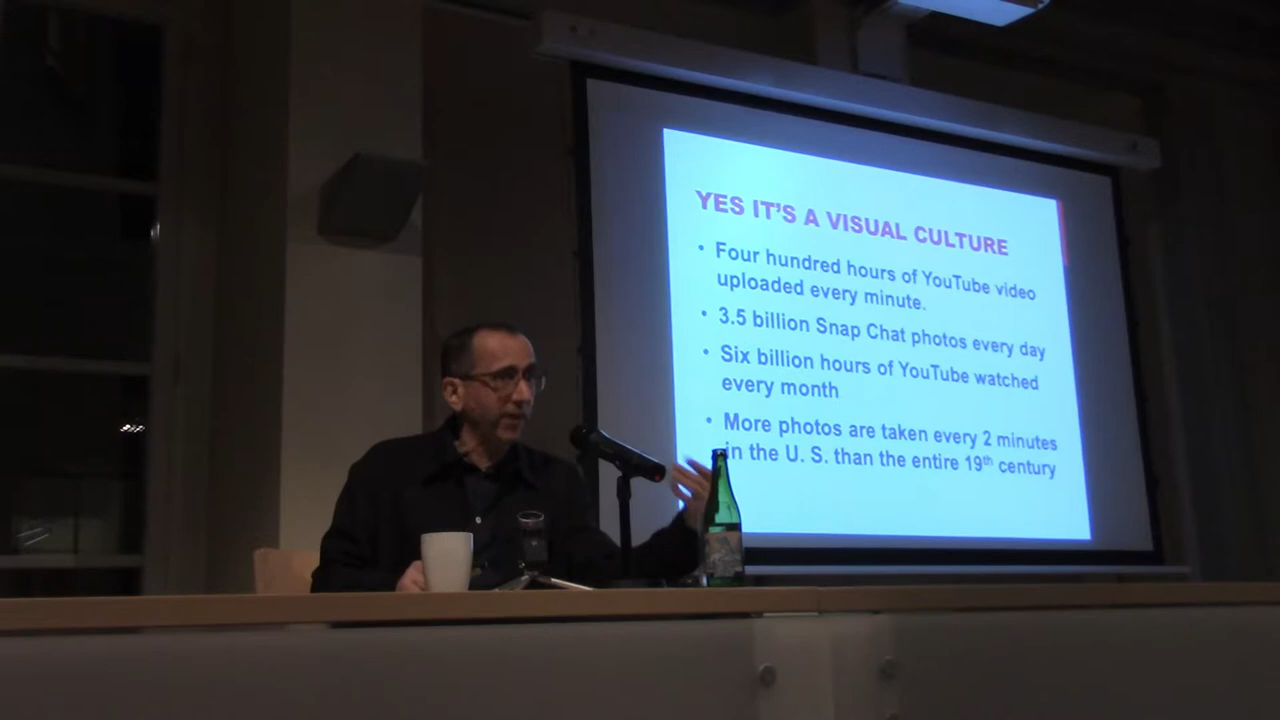 YES IT'S A VISUAL CULTURE
• Four hundred hours of YouTube video
uploaded every minute.
• 3.5 billion Snap Chat photos every day
• Six billion hours of YouTube watched
every month
• More photos are taken every 2 minutes
in the U. S. than the entire 19th century